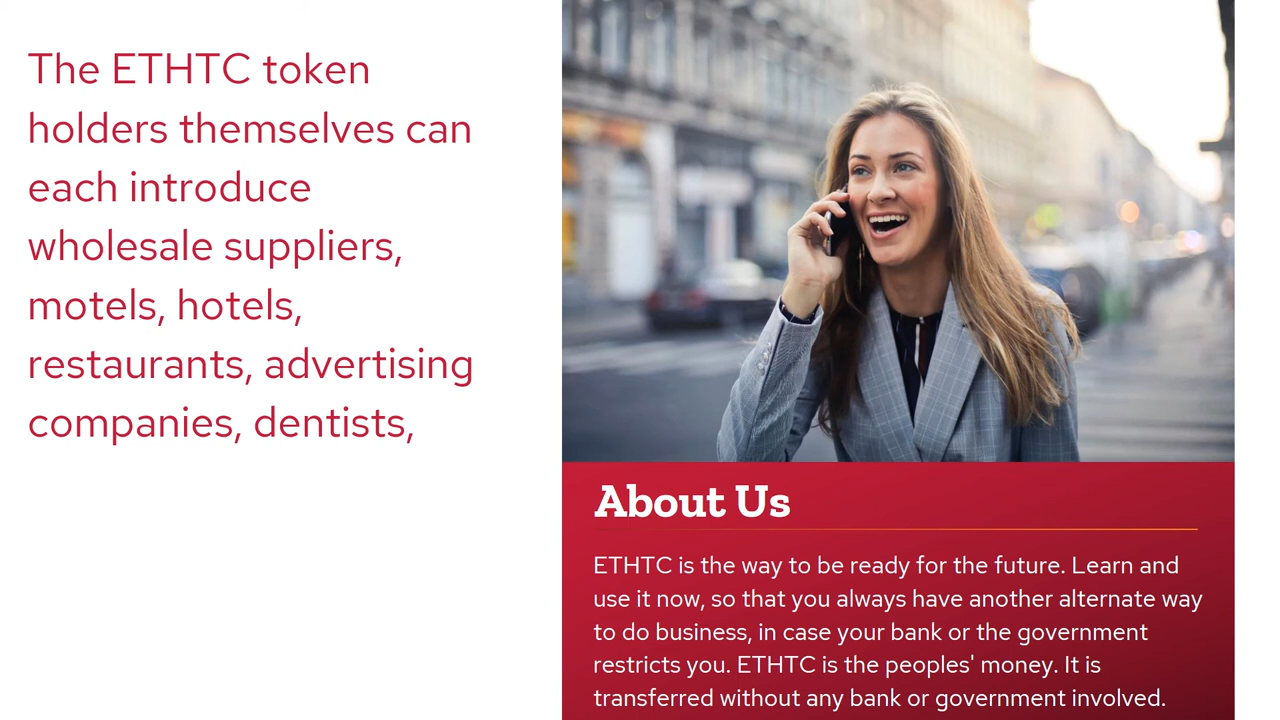 The ETHTC token
holders themselves can
each introduce
wholesale suppliers,
motels, hotels,
restaurants, advertising
companies, dentists,
About Us
ETHTC is the way to be ready for the future. Learn and
use it now, so that you always have another alternate way
to do business, in case your bank or the government
restricts you. ETHTC is the peoples' money. It is
transferred without any bank or government involved.